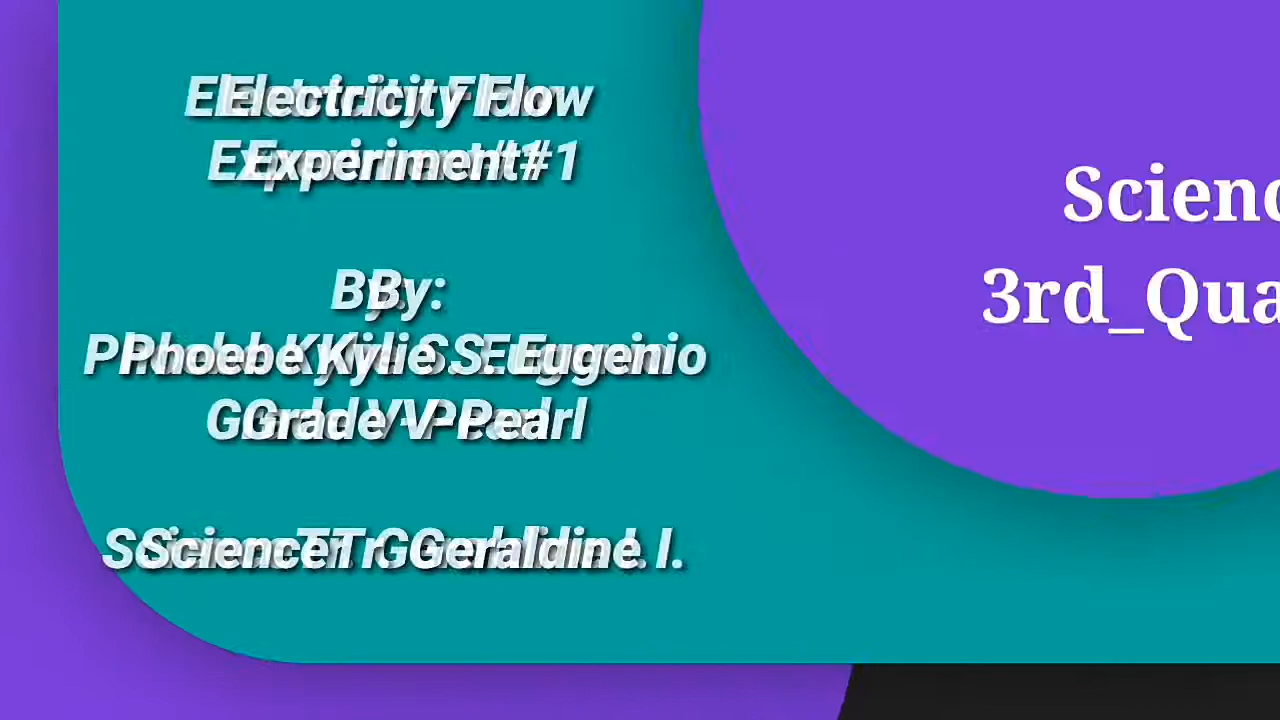 Electricity Flow
Experiment#1
By:
Phoebe Kylie S. Eugenio
Grade V-Pearl
Science Tr. Geraldine I.
Scienc
3rd_Qua